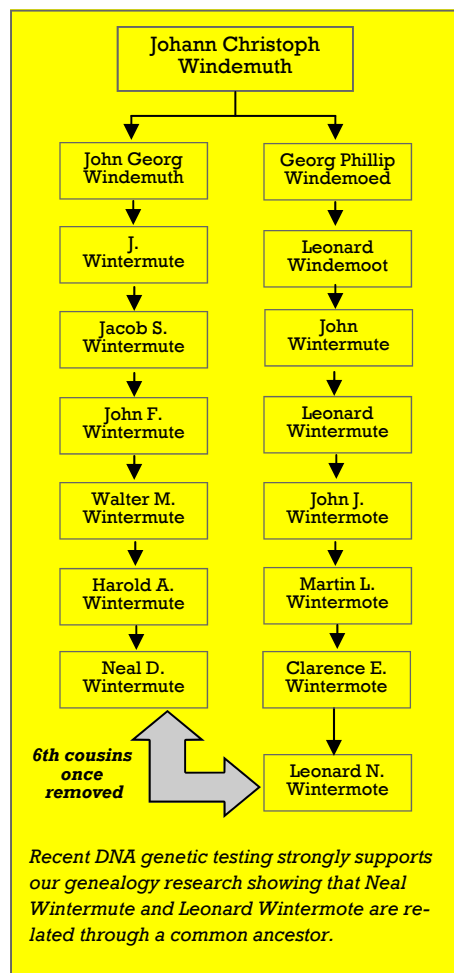 Johann Christoph
Windemuth
John Georg
Windemuth
J.
Wintermute
Jacob S.
Wintermute
John F.
Wintermute
Walter M.
Wintermute
Harold A.
Wintermute
Neal D.
Wintermute
Georg Phillip
Windemoed
Leonard
Windemoot
John
Wintermute
Leonard
Wintermute
John J.
Wintermote
Martin L.
Wintermote
Clarence E.
Wintermote
Leonard N.
Wintermote
6th cousins
once
removed
Recent DNA genetic testing strongly supports
our genealogy research showing that Neal
Wintermute and Leonard Wintermote are re-
lated through a common ancestor.